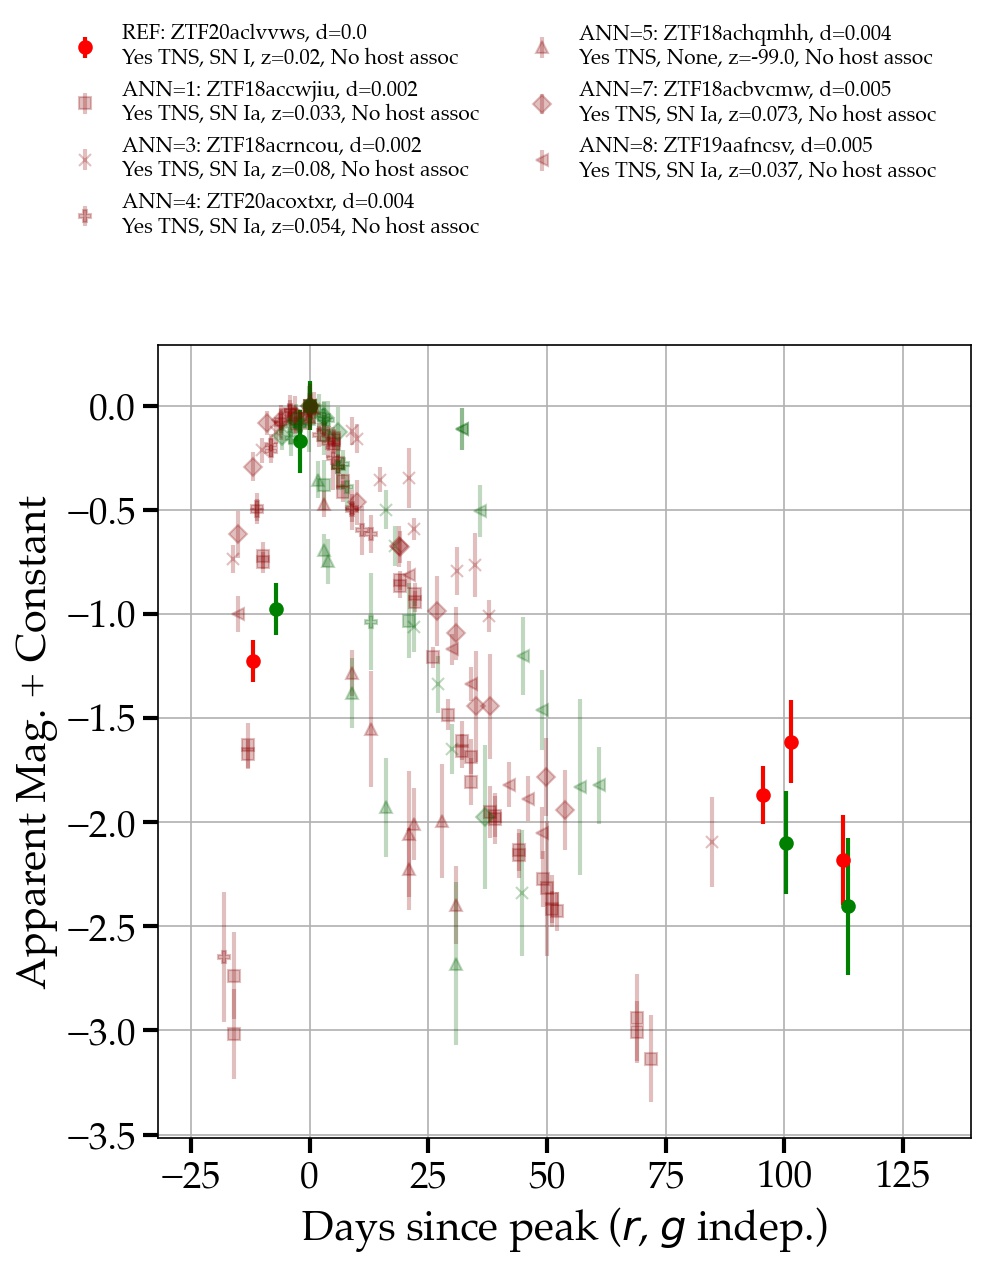 REF: ZTF20aclvvws, d=0.0
Yes TNS, SN I, z=0.02, No host assoc
ANN=1: ZTF18accwjiu, d=0.002
Yes TNS, SN Ia, z=0.033, No host assoc
ANN=3: ZTF18acrncou, d=0.002
Yes TNS, SN Ia, z=0.08, No host assoc
ANN=4: ZTF20acoxtxr, d=0.004
Yes TNS, SN Ia, z=0.054, No host assoc
ANN=5: ZTF18achqmhh, d=0.004
Yes TNS, None, z=-99.0, No host assoc
ANN=7: ZTF18acbvcmw, d=0.005
Yes TNS, SN Ia, z=0.073, No host assoc
ANN=8: ZTF19aafncsv, d=0.005
Yes TNS, SN Ia, z=0.037, No host assoc
Apparent Mag. + Constant
0.0
−0.5
−1.0
−1.5
−2.0
−2.5
−3.0
−3.5
−25 0 25 50 75 100 125
Days since peak (r, g indep.)